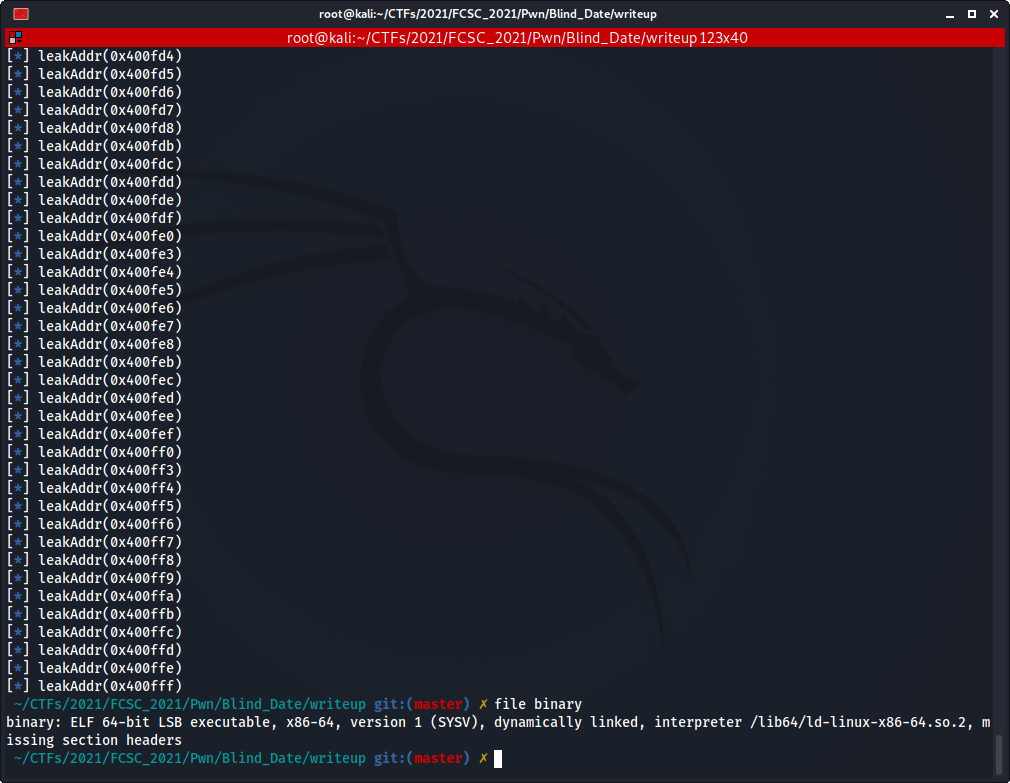 root@kali:~/CTFs/2021/FCSC_2021/Pwn/Blind_Date/writeup
root@kali:~/CTFs/2021/FCSC_2021/Pwn/Blind_Date/writeup 123x40
[*] leakAddr(0x400fd4)
[*] leakAddr(0x400fd5)
[*] leakAddr(0x400fd6)
[*] leakAddr(0x400fd7)
[*] leakAddr(0x400fd8)
[*] leakAddr(0x400fdb)
[*] leakAddr(0x400fdc)
[*] leakAddr(0x400fdd)
[*] leakAddr(0x400fde)
[*] leakAddr(0x400fdf)
[*] leakAddr(0x400fe0)
[*] leakAddr(0x400fe3)
[*] leakAddr(0x400fe4)
[*] leakAddr(0x400fe5)
[*] leakAddr(0x400fe6)
[*] leakAddr(0x400fe7)
[*] leakAddr(0x400fe8)
[*] leakAddr(0x400feb)
[*] leakAddr(0x400fec)
[*] leakAddr(0x400fed)
[*] leakAddr(0x400fee)
[*] leakAddr(0x400fef)
[*] leakAddr(0x400ff0)
[*] leakAddr(0x400ff3)
[*] leakAddr(0x400ff4)
[*] leakAddr(0x400ff5)
[*] leakAddr(0x400ff6)
[*] leakAddr(0x400ff7)
[*] leakAddr(0x400ff8)
[*] leakAddr(0x400ff9)
[*] leakAddr(0x400ffa)
[*] leakAddr(0x400ffb)
[*] leakAddr(0x400ffc)
[*] leakAddr(0x400ffd)
[*] leakAddr(0x400ffe)
[*] leakAddr(0x400fff)
~/CTFs/2021/FCSC_2021/Pwn/Blind_Date/writeup git:(master) ✗ file binary
binary: ELF 64-bit LSB executable, x86-64, version 1 (SYSV), dynamically linked, interpreter /lib64/ld-linux-x86-64.so.2, m
issing section headers
~/CTFs/2021/FCSC_2021/Pwn/Blind_Date/writeup git:(master) ✗